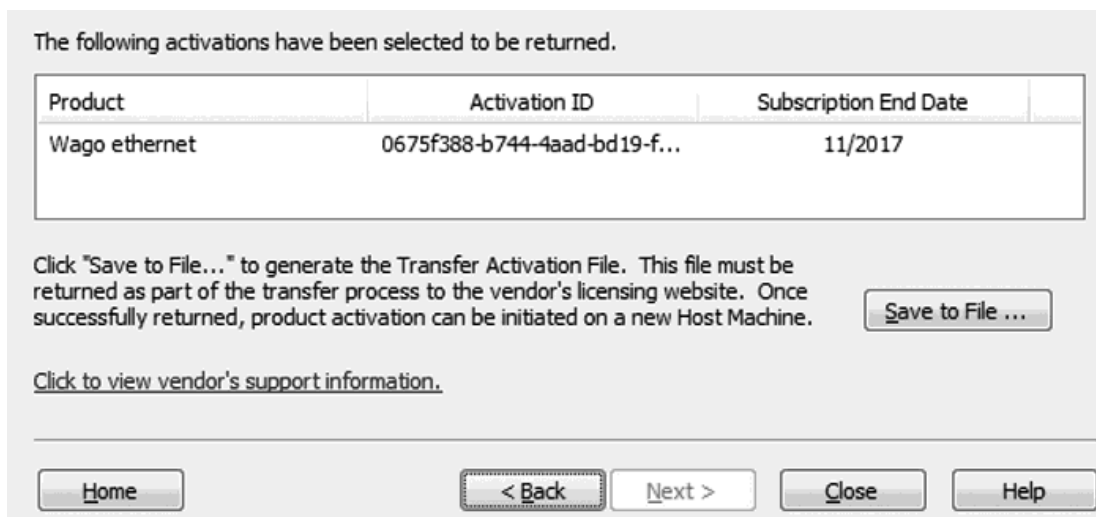 The following activations have been selected to be returned.
Product Activation ID Subscription End Date
Wago ethernet 0675f388-b744-4aad-bd19-f... 11/2017
Click "Save to File..." to generate the Transfer Activation File. This file must be
returned as part of the transfer process to the vendor's licensing website. Once
successfully returned, product activation can be initiated on a new Host Machine.
Save to File ...
Click to view vendor's support information.
Home < Back Next > Close Help